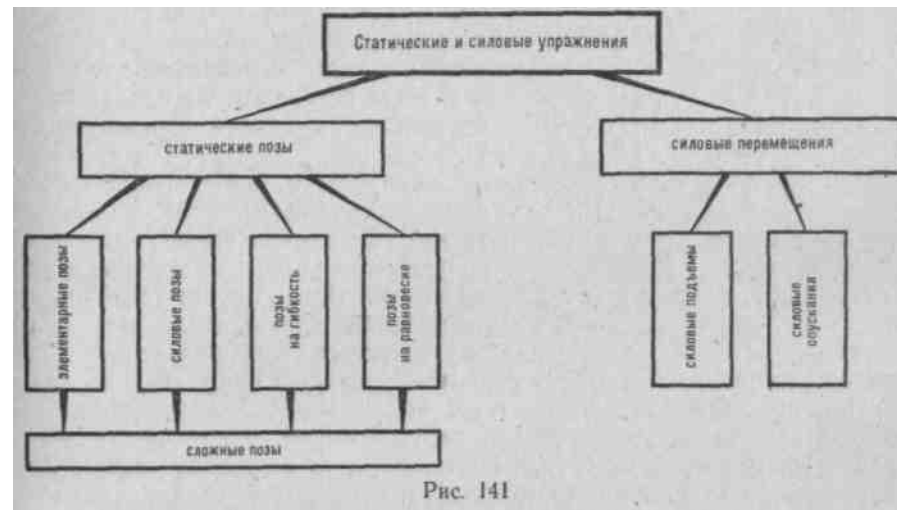 Статические и силовые упражнения
статические позы
силовые перемещения
элементарные позы
силовые позы
позы
на гибкость
позы
на равновесие
силовые подъемы
силовые
опускания
сложные позы
Рис. 141